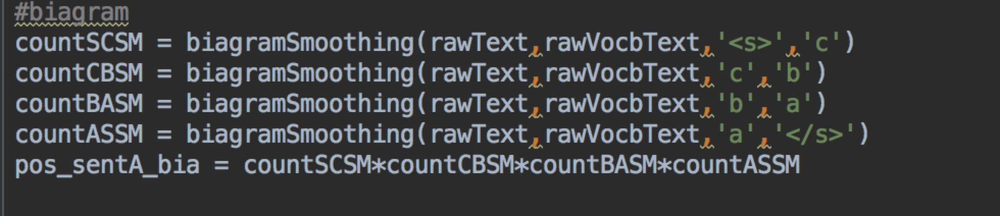 #biagram
countSCSM = biagramSmoothing(rawText,rawVocbText,'<s>','c')
countCBSM = biagramSmoothing(rawText,rawVocbText,'c','b')
countBASM = biagramSmoothing(rawText,rawVocbText,'b','a')
countASSM = biagramSmoothing(rawText,rawVocbText,'a','</s>')
pos_sentA_bia = countSCSM*countCBSM*countBASM*countASSM